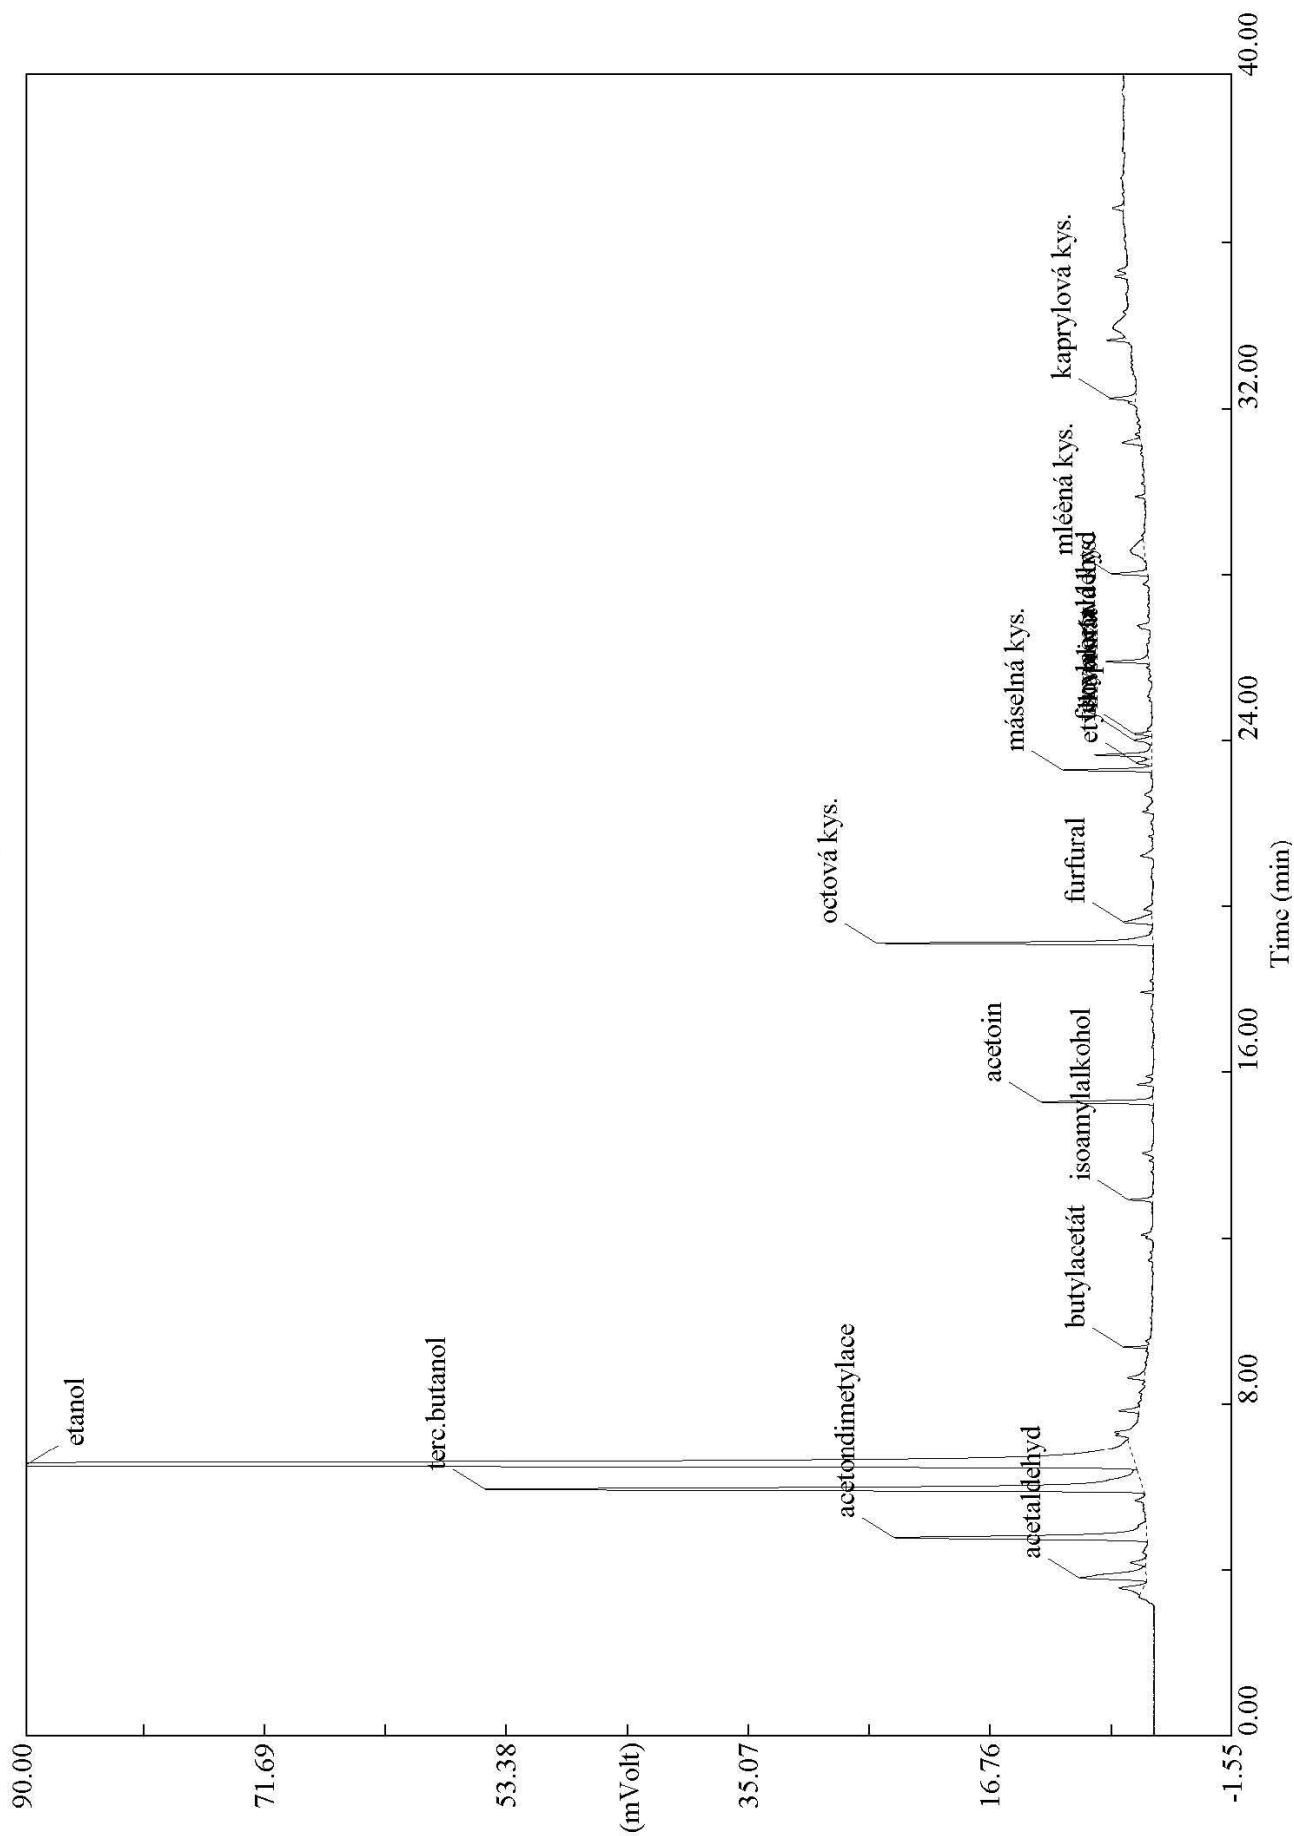 90.00
71.69
53.38
(mVolt)
35.07
16.76
-1.55
etanol
terc.butanol
acetondimetylace
acetaldehyd
butylacetát
isoamylalkohol
acetoin
octová kys.
furfural
máselná kys.
mléèná kys.
kaprylová kys.
0.00
8.00
16.00
24.00
32.00
40.00
Time (min)